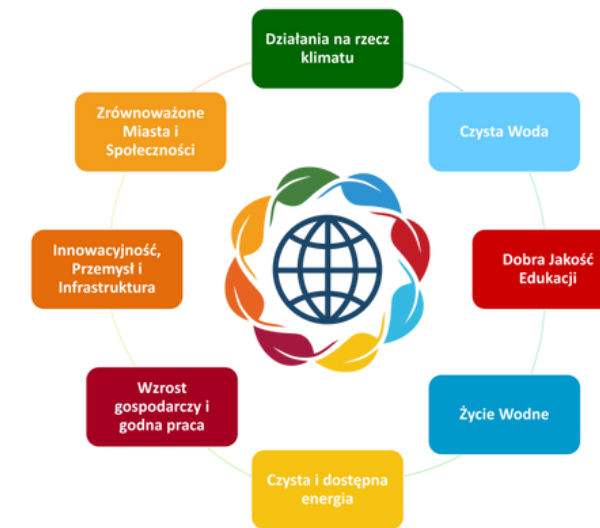 Działania na rzecz
klimatu
Czysta Woda
Dobra Jakość
Edukacji
Życie Wodne
Czysta i dostępna
energia
Wzrost
gospodarczy i
godna praca
Innowacyjność,
Przemysł i
Infrastruktura
Zrównoważone
Miasta i
Społeczności